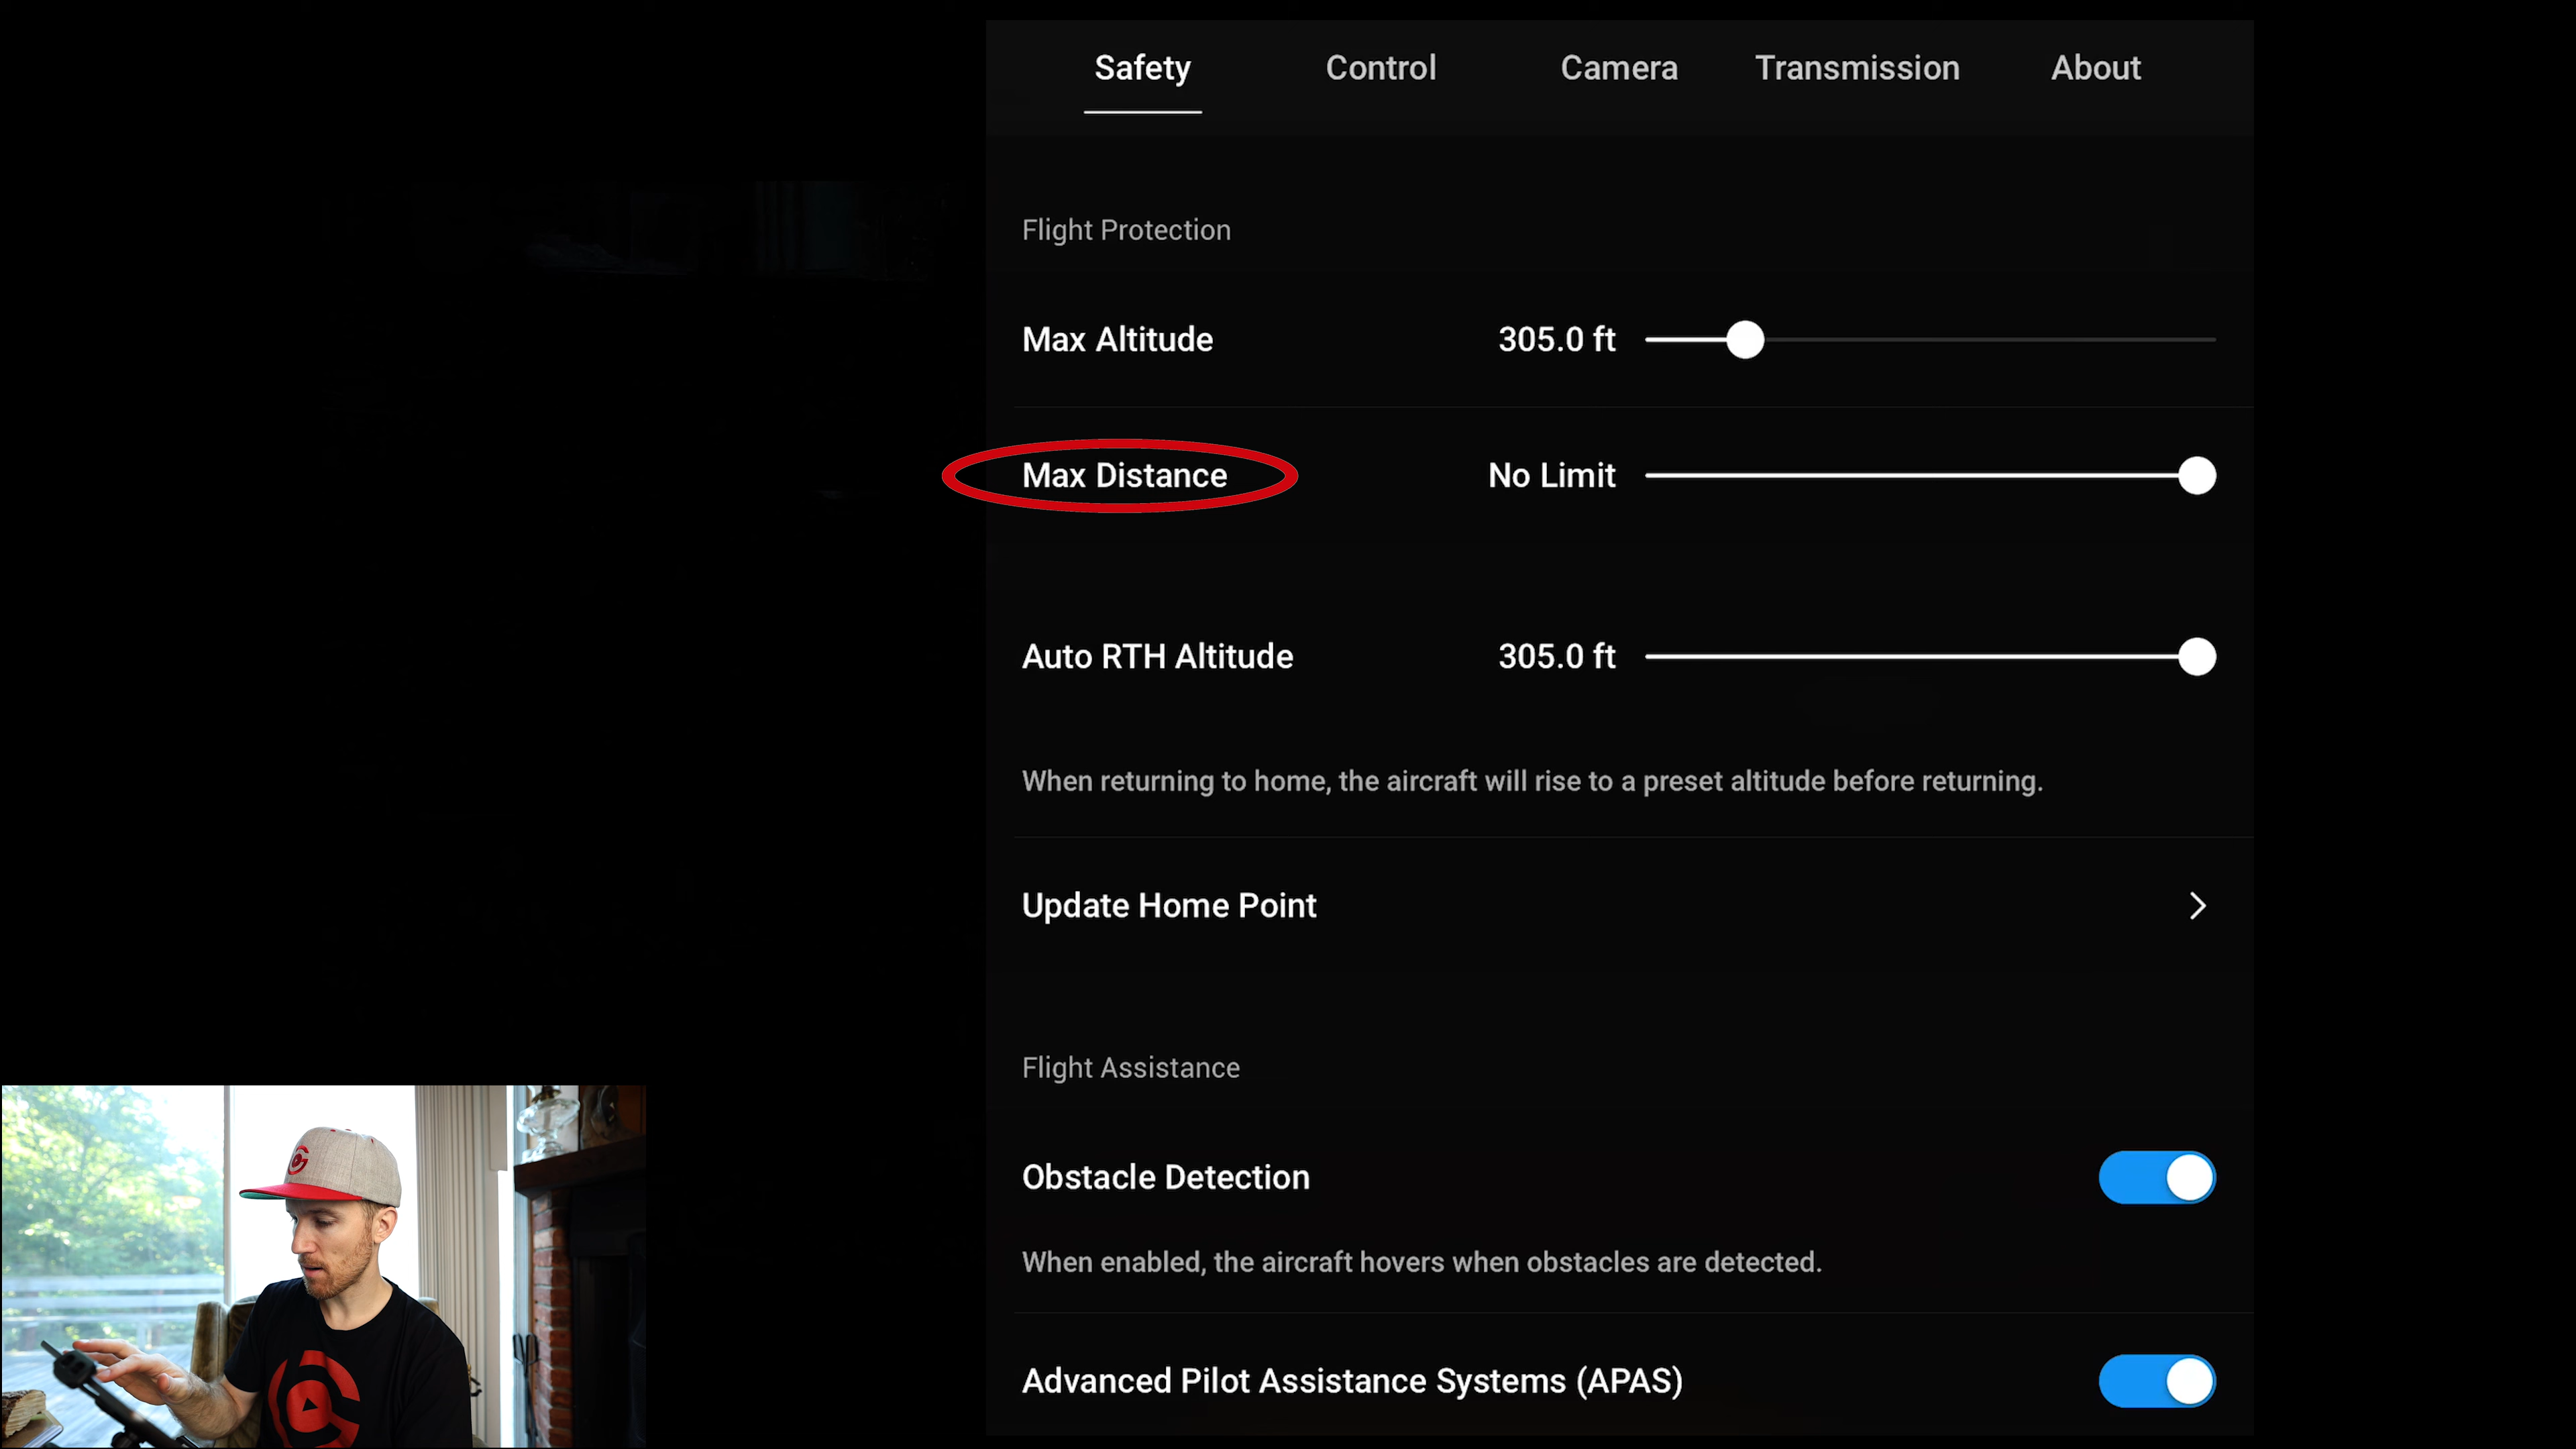 Safety Control Camera Transmission About
Flight Protection
Max Altitude 305.0 ft
Max Distance No Limit
Auto RTH Altitude 305.0 ft
When returning to home, the aircraft will rise to a preset altitude before returning.
Update Home Point
Flight Assistance
Obstacle Detection
When enabled, the aircraft hovers when obstacles are detected.
Advanced Pilot Assistance Systems (APAS)